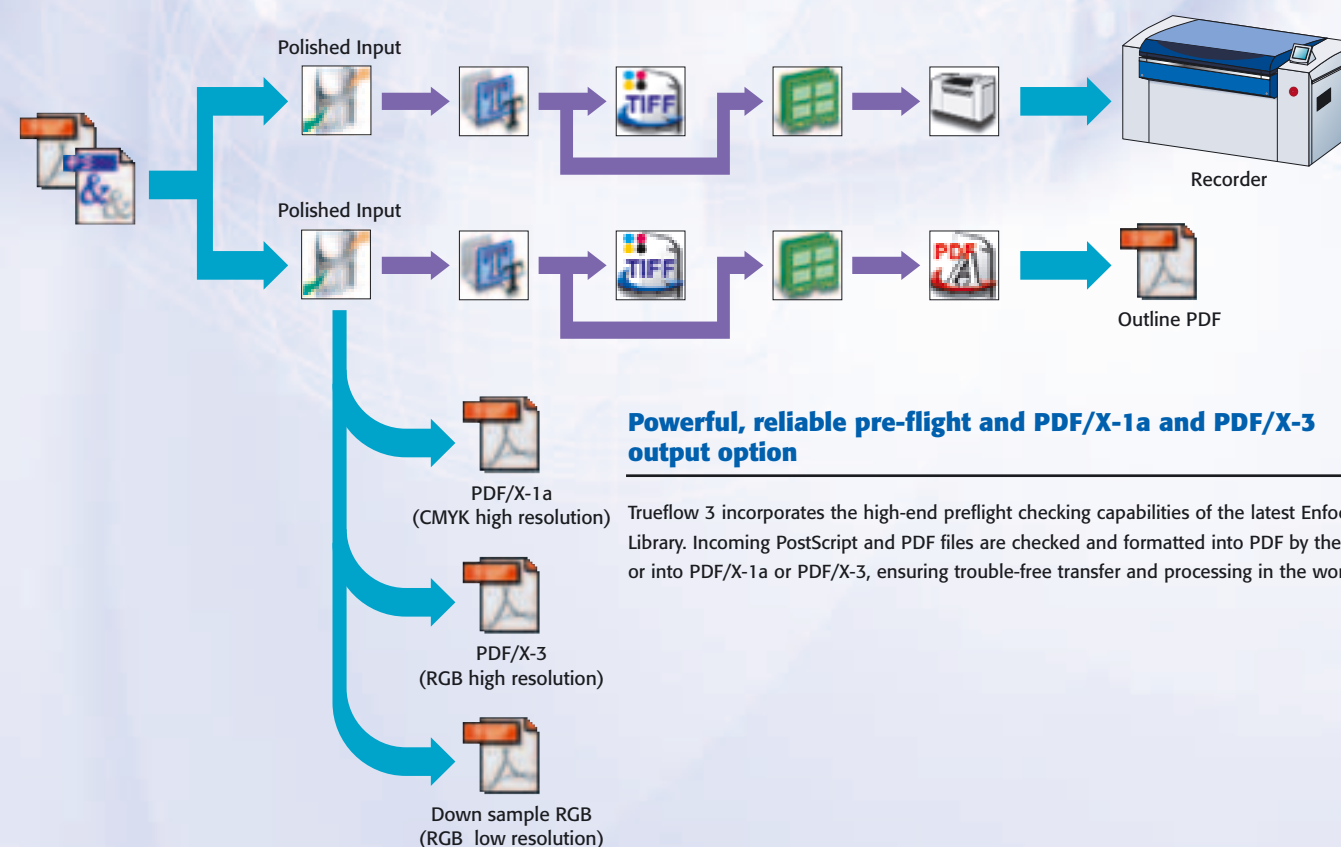 Polished Input
TIFF
Recorder
Polished Input
TIFF
PDF
Outline PDF
Powerful, reliable pre-flight and PDF/X-1a and PDF/X-3
output option
PDF/X-1a
(CMYK high resolution)
Trueflow 3 incorporates the high-end preflight checking capabilities of the latest
Library. Incoming PostScript and PDF files are checked and formatted into PDF by the
or into PDF/X-1a or PDF/X-3, ensuring trouble-free transfer and processing in the
PDF/X-3
(RGB high resolution)
Down sample RGB
(RGB low resolution)